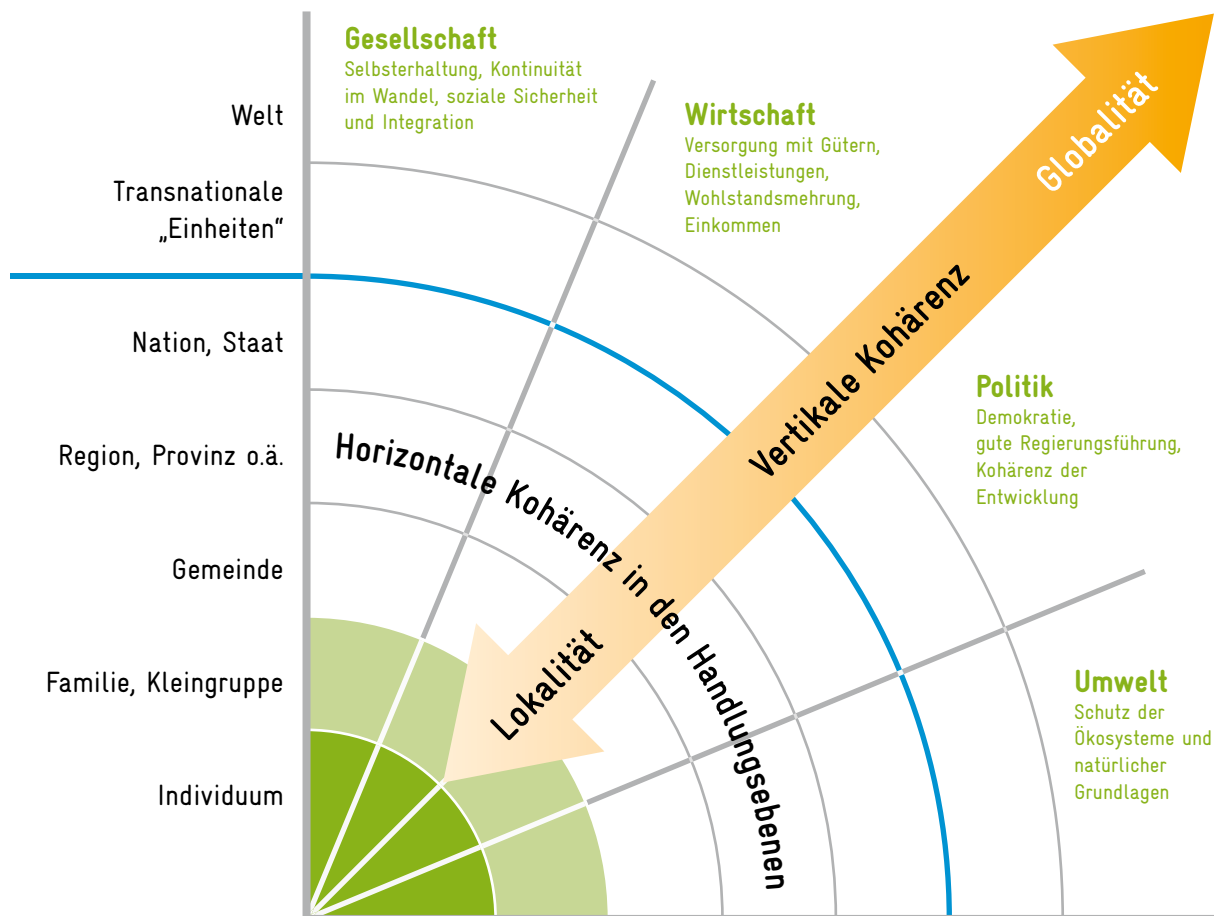 Gesellschaft
Selbsterhaltung, Kontinuität
im Wandel, soziale Sicherheit
und Integration
Wirtschaft
Versorgung mit Gütern,
Dienstleistungen,
Wohlstandsmehrung,
Einkommen
Politik
Demokratie,
gute Regierungsführung,
Kohärenz der
Entwicklung
Umwelt
Schutz der
Ökosysteme und
natürlicher
Grundlagen
Welt
Transnationale
„Einheiten“
Nation, Staat
Region, Provinz o.ä.
Gemeinde
Familie, Kleingruppe
Individuum
Globalität
Vertikale Kohärenz
Lokalität
Horizontale Kohärenz in den Handlungsebenen